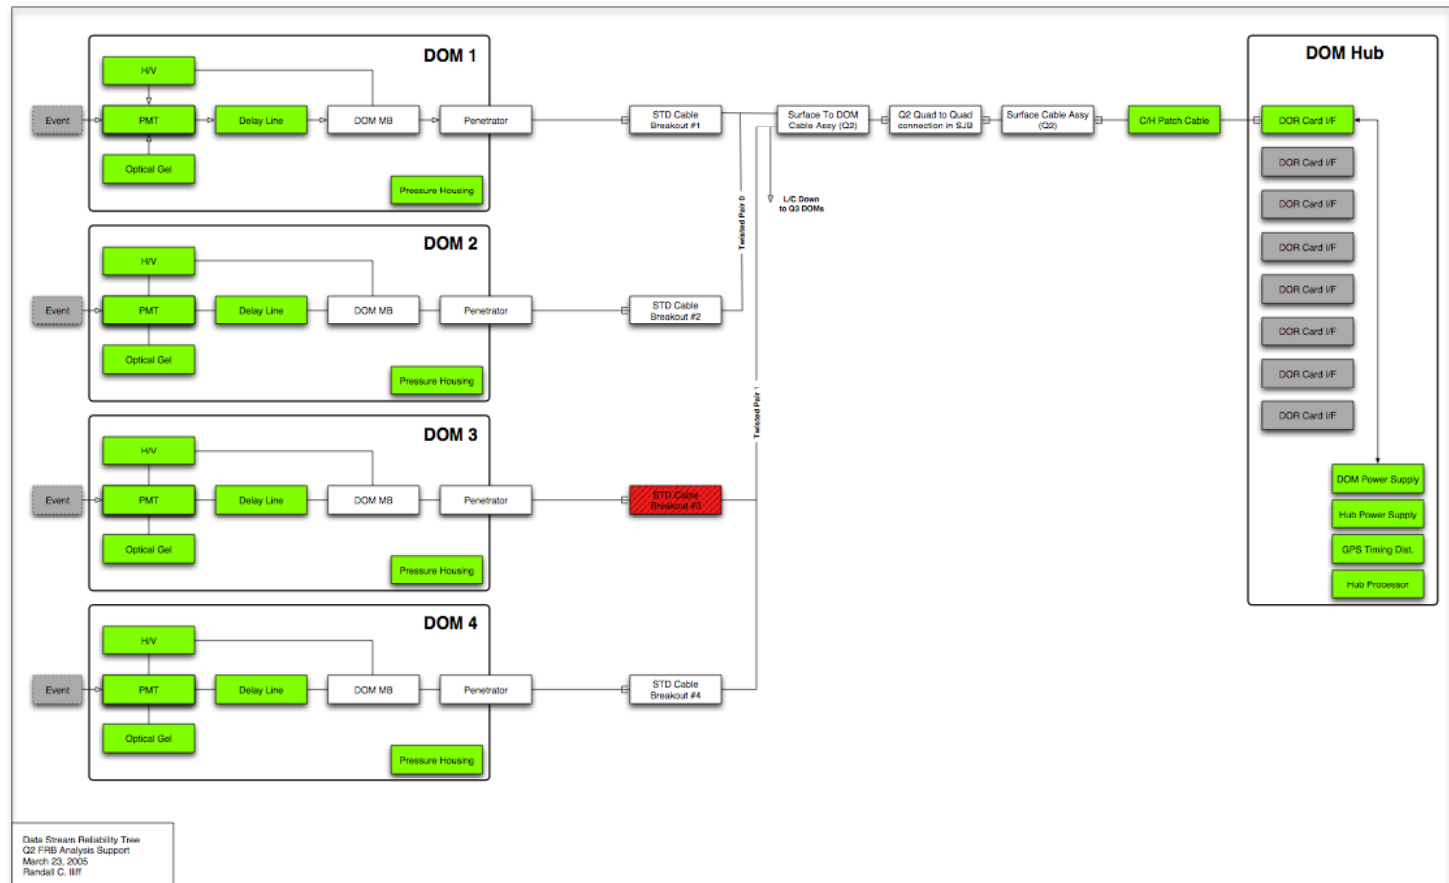 DOM 1
H/V
Event
PMT
Delay Line
DOM MB
Penetrator
Optical Gel
Pressure Housing
STD Cable
Breakout #1
Surface To DOM
Cable Assy (Q2)
Q2 Quad to Quad
connection in SJB
Surface Cable Assy
(Q2)
C/H Patch Cable
L/C Down
to Q3 DOMs
Twisted Pair 0
DOM 2
H/V
Event
PMT
Delay Line
DOM MB
Penetrator
Optical Gel
Pressure Housing
STD Cable
Breakout #2
Twisted Pair 1
DOM 3
H/V
Event
PMT
Delay Line
DOM MB
Penetrator
Optical Gel
Pressure Housing
STD Cable
Breakout #3
DOM 4
H/V
Event
PMT
Delay Line
DOM MB
Penetrator
Optical Gel
Pressure Housing
STD Cable
Breakout #4
DOM Hub
DOR Card I/F
DOR Card I/F
DOR Card I/F
DOR Card I/F
DOR Card I/F
DOR Card I/F
DOR Card I/F
DOR Card I/F
DOM Power Supply
Hub Power Supply
GPS Timing Dist.
Hub Processor
Data Stream Reliability Tree
Q2 FRB Analysis Support
March 23, 2005
Randall C. Iliff